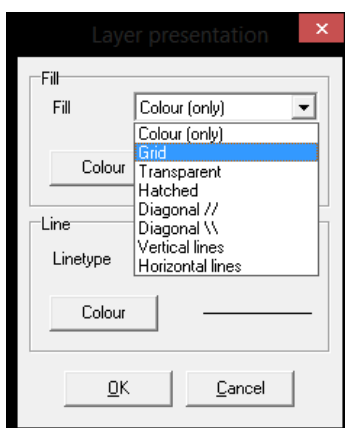 Layer presentation
Fill
Fill Colour (only)
Colour (only)
Grid
Colour Transparent
Hatched
Diagonal //
Line Diagonal \\
Vertical lines
Linetype Horizontal lines
Colour
OK Cancel